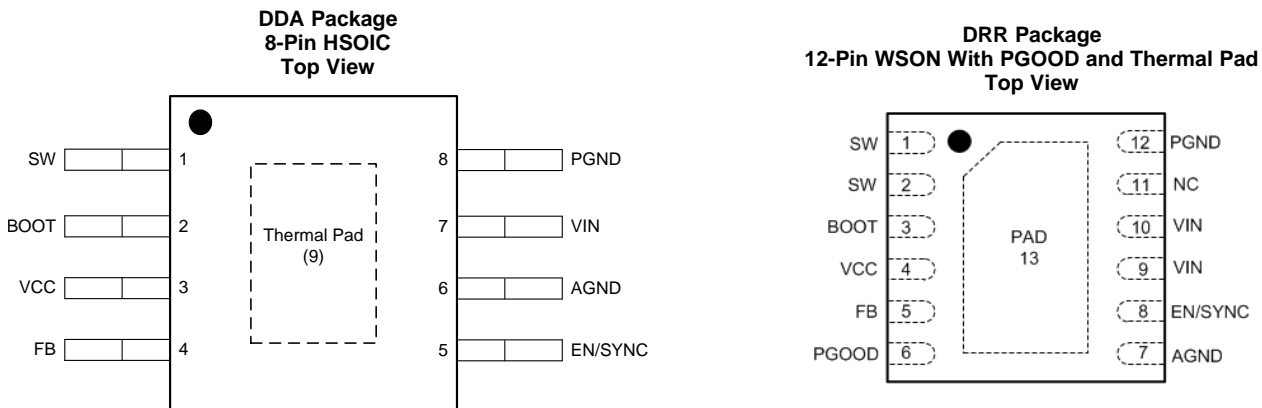 DDA Package
8-Pin HSOIC
Top View
SW 1
BOOT 2
VCC 3
FB 4
Thermal Pad
(9)
8 PGND
7 VIN
6 AGND
5 EN/SYNC
DRR Package
12-Pin WSON With PGOOD and Thermal Pad
Top View
SW 1
SW 2
BOOT 3
VCC 4
FB 5
PGOOD 6
PAD
13
12 PGND
11 NC
10 VIN
9 VIN
8 EN/SYNC
7 AGND